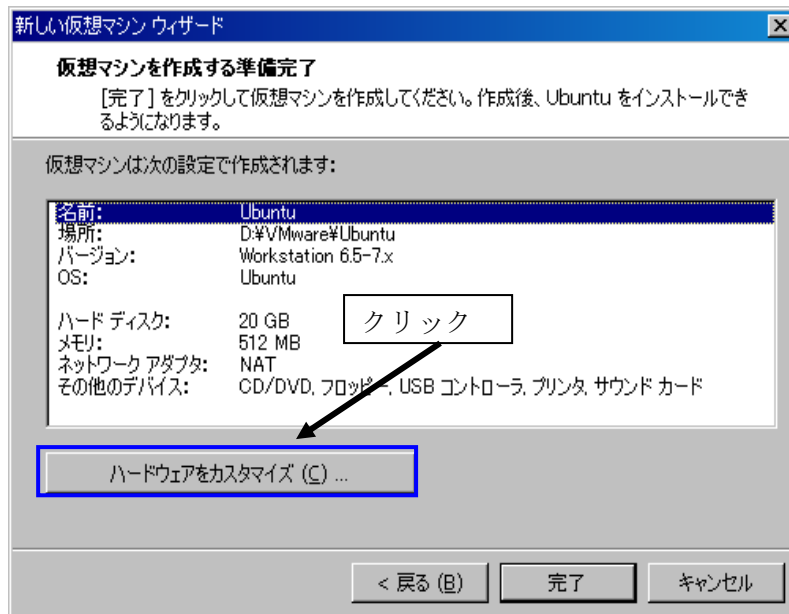 新しい仮想マシン ウィザード
仮想マシンを作成する準備完了
[完了] をクリックして仮想マシンを作成してください。作成後、Ubuntu をインストールでき
るようになります。
仮想マシンは次の設定で作成されます:
名前: Ubuntu
場所: D:¥VMware¥Ubuntu
バージョン: Workstation 6.5-7.x
OS: Ubuntu
ハード ディスク: 20 GB
クリック
メモリ: 512 MB
ネットワーク アダプタ: NAT
その他のデバイス: CD/DVD, フロッピー, USB コントローラ, プリンタ, サウンド カード
ハードウェアをカスタマイズ (C) ...
< 戻る (B)
完了
キャンセル